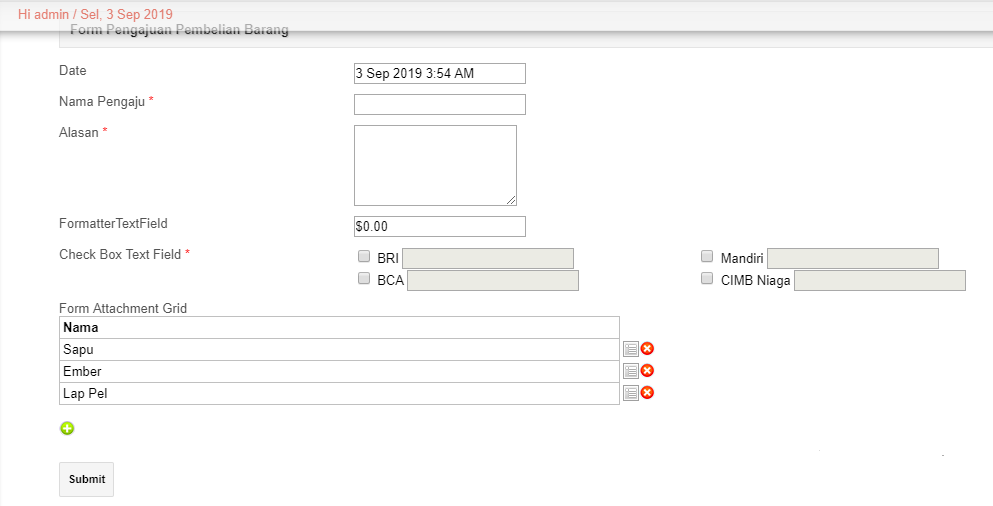 Hi admin / Sel, 3 Sep 2019
Form Pengajuan Pembelian Barang
Date 3 Sep 2019 3:54 AM
Nama Pengaju *
Alasan *
FormatterTextField $0.00
Check Box Text Field * BRI Mandiri
BCA CIMB Niaga
Form Attachment Grid
Nama
Sapu
Ember
Lap Pel
Submit